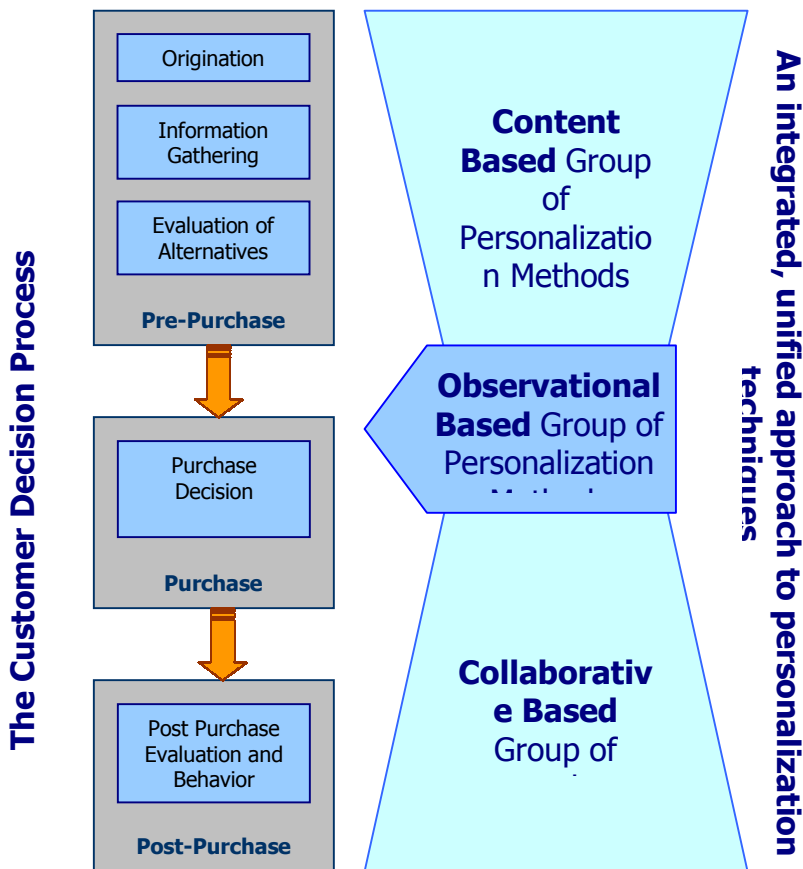 The Customer Decision Process
Origination
Information
Gathering
Evaluation of
Alternatives
Pre-Purchase
Purchase
Decision
Purchase
Post Purchase
Evaluation and
Behavior
Post-Purchase
Content
Based Group
of
Personalizatio
n Methods
Observational
Based Group of
Personalization
Collaborativ
e Based
Group of
An integrated, unified approach to personalization
techniques